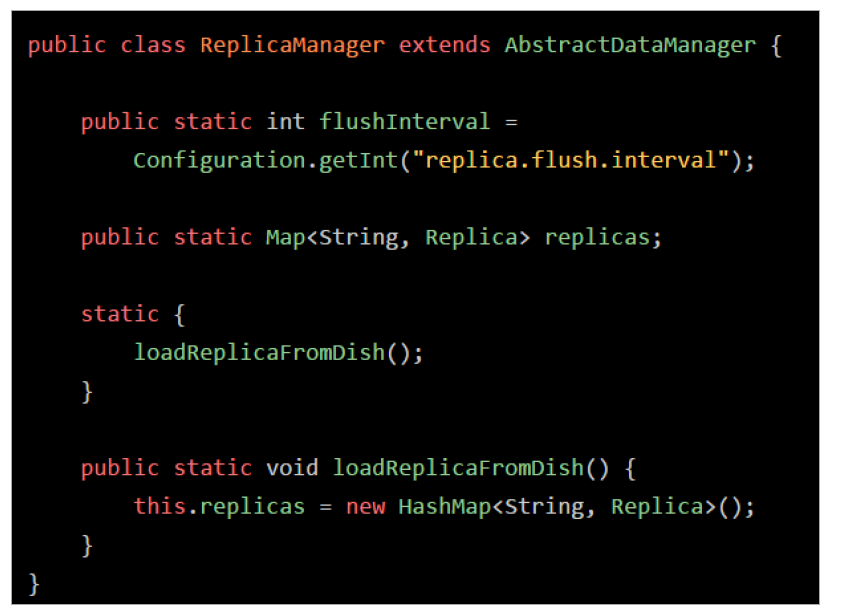 public class ReplicaManager extends AbstractDataManager {
public static int flushInterval =
Configuration.getInt("replica.flush.interval");
public static Map<String, Replica> replicas;
static {
loadReplicaFromDish();
}
public static void loadReplicaFromDish() {
this.replicas = new HashMap<String, Replica>();
}
}